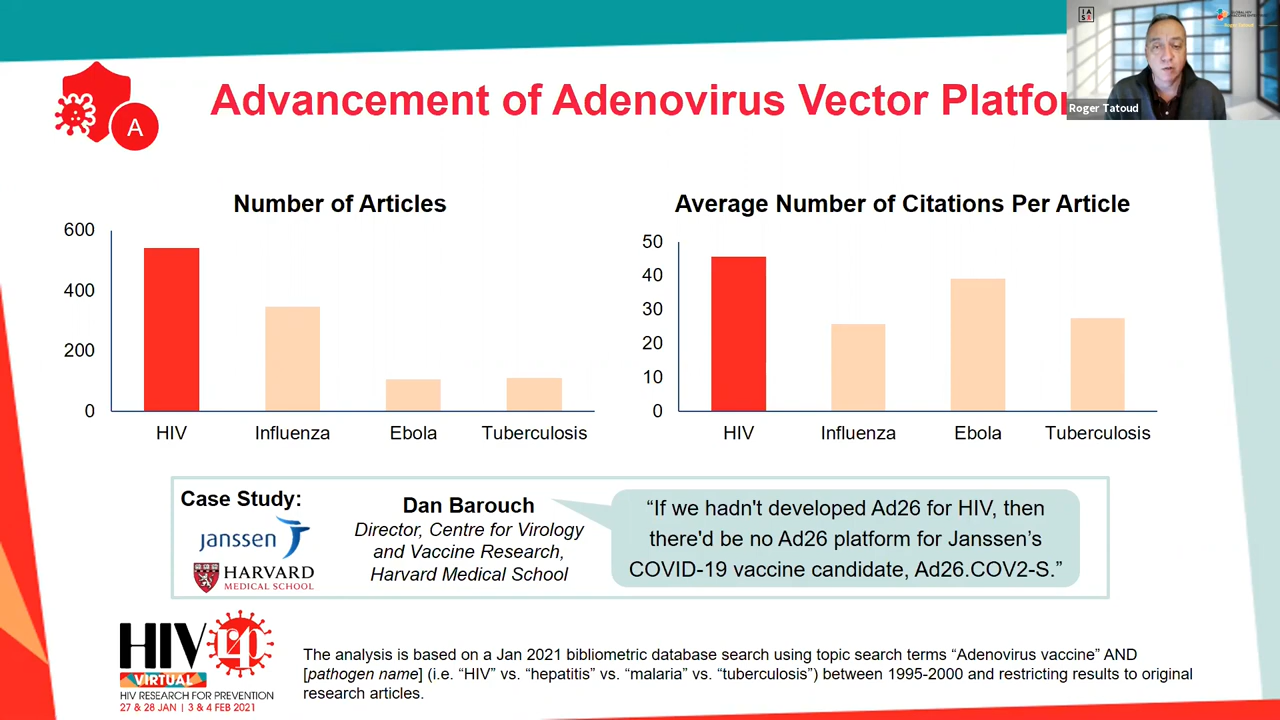 Advancement of Adenovirus Vector
Roger Tatoud
A
Number of Articles
600
400
200
0
HIV
Influenza
Ebola
Tuberculosis
Average Number of Citations Per Article
50
40
30
20
10
0
HIV
Influenza
Ebola
Tuberculosis
Case Study:
janssen
HARVARD
MEDICAL SCHOOL
Dan Barouch
Director, Centre for Virology
and Vaccine Research,
Harvard Medical School
“If we hadn't developed Ad26 for HIV, then
there'd be no Ad26 platform for Janssen’s
COVID-19 vaccine candidate, Ad26.COV2-S.”
HIVrp
VIRTUAL
HIV RESEARCH FOR PREVENTION
27 & 28 JAN | 3 & 4 FEB 2021
The analysis is based on a Jan 2021 bibliometric database search using topic search terms “Adenovirus vaccine” AND
[pathogen name] (i.e. “HIV” vs. “hepatitis” vs. “malaria” vs. “tuberculosis”) between 1995-2000 and restricting results to original
research articles.